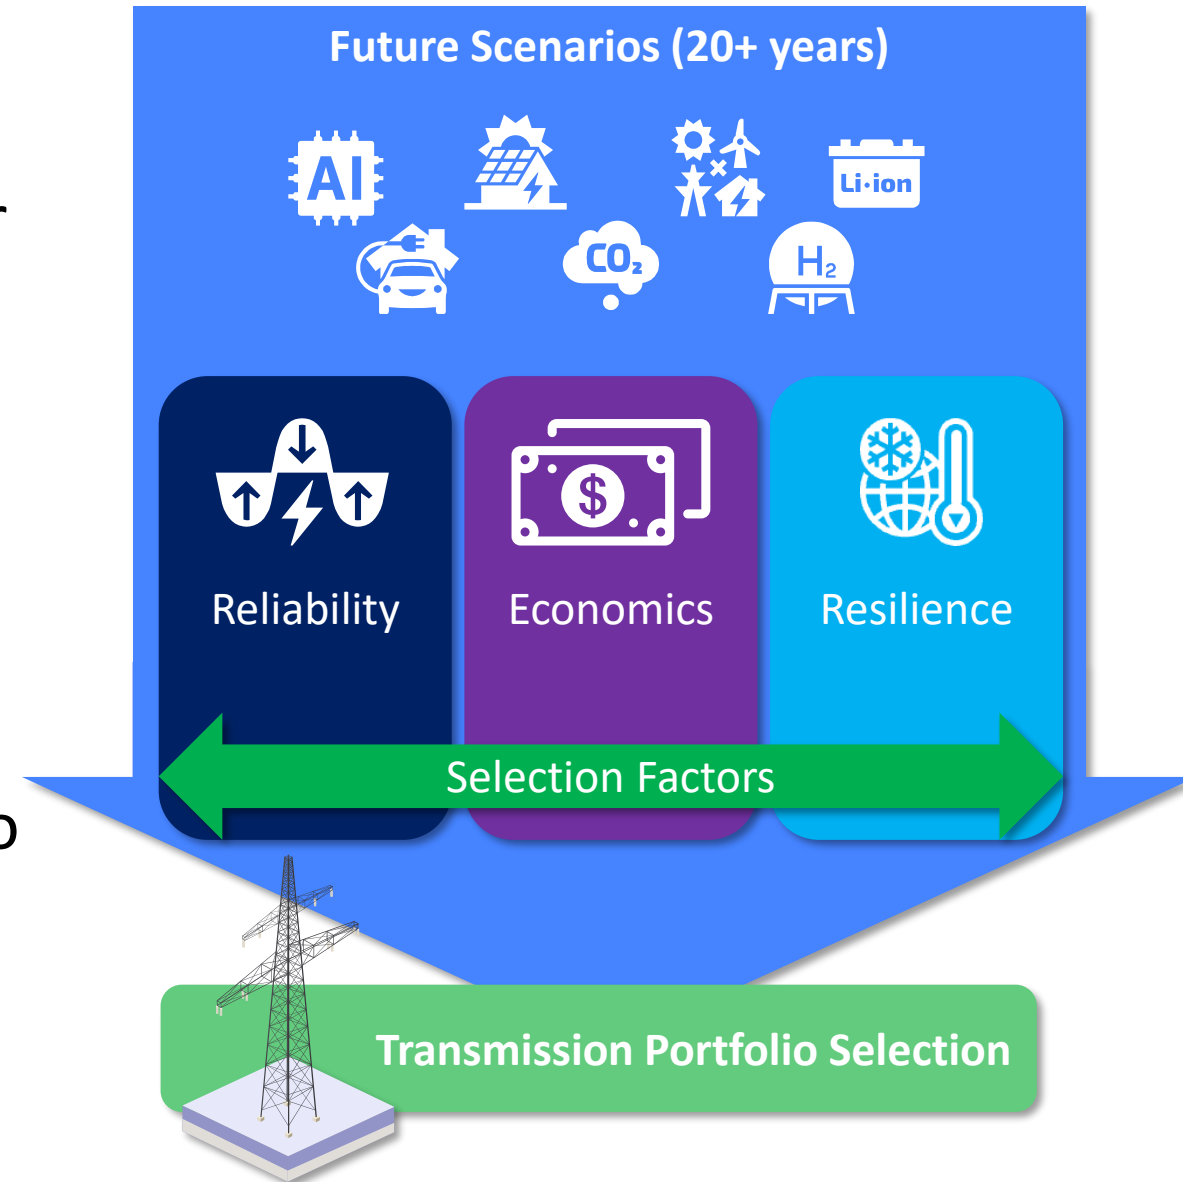 Future Scenarios (20+ years)
AI
Li·ion
CO₂
H₂
$
Reliability
Economics
Resilience
Selection Factors
Transmission Portfolio Selection